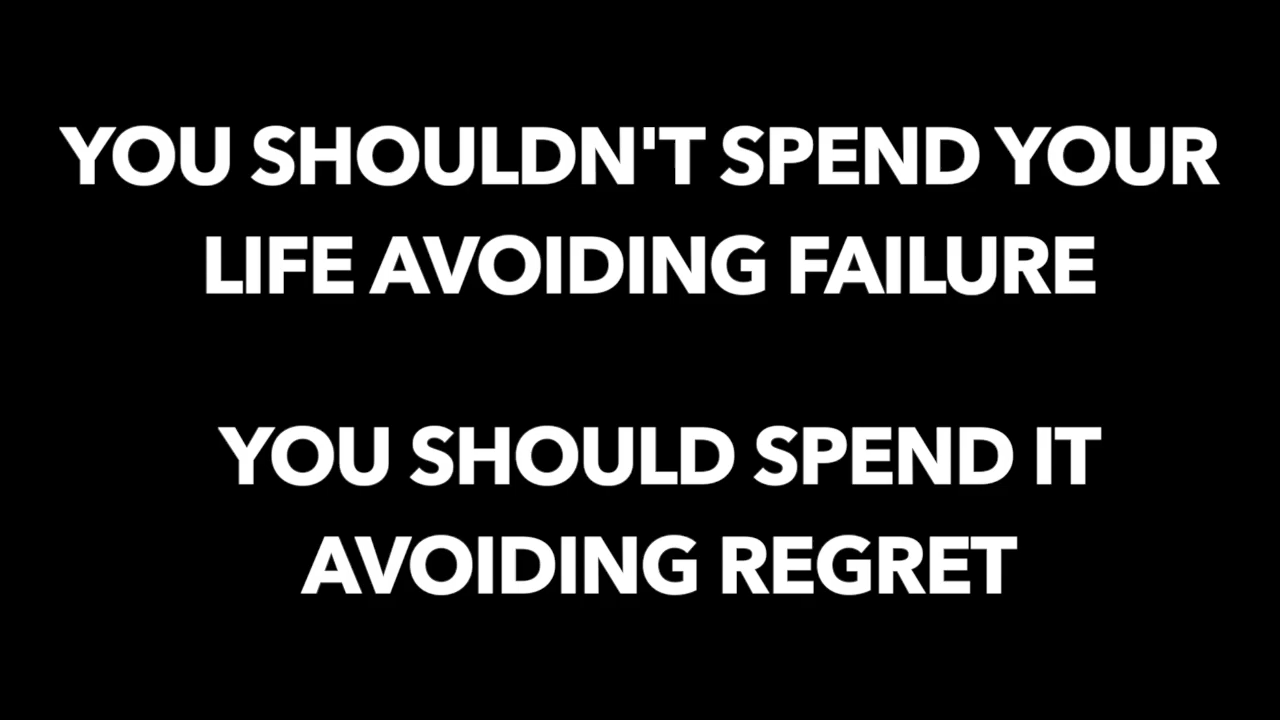 YOU SHOULDN'T SPEND YOUR
LIFE AVOIDING FAILURE
YOU SHOULD SPEND IT
AVOIDING REGRET